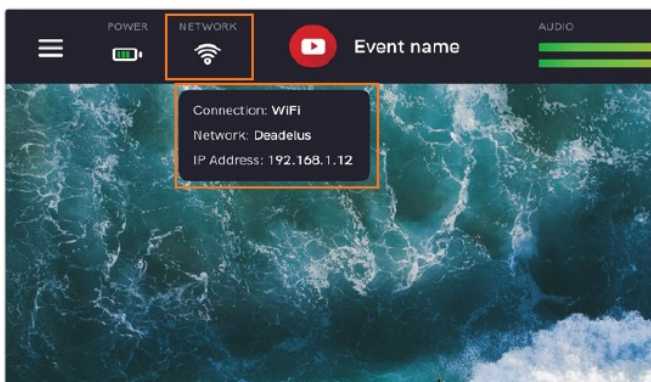 POWER
NETWORK
Event name
AUDIO
Connection: WiFi
Network: Deadelus
IP Address: 192.168.1.12